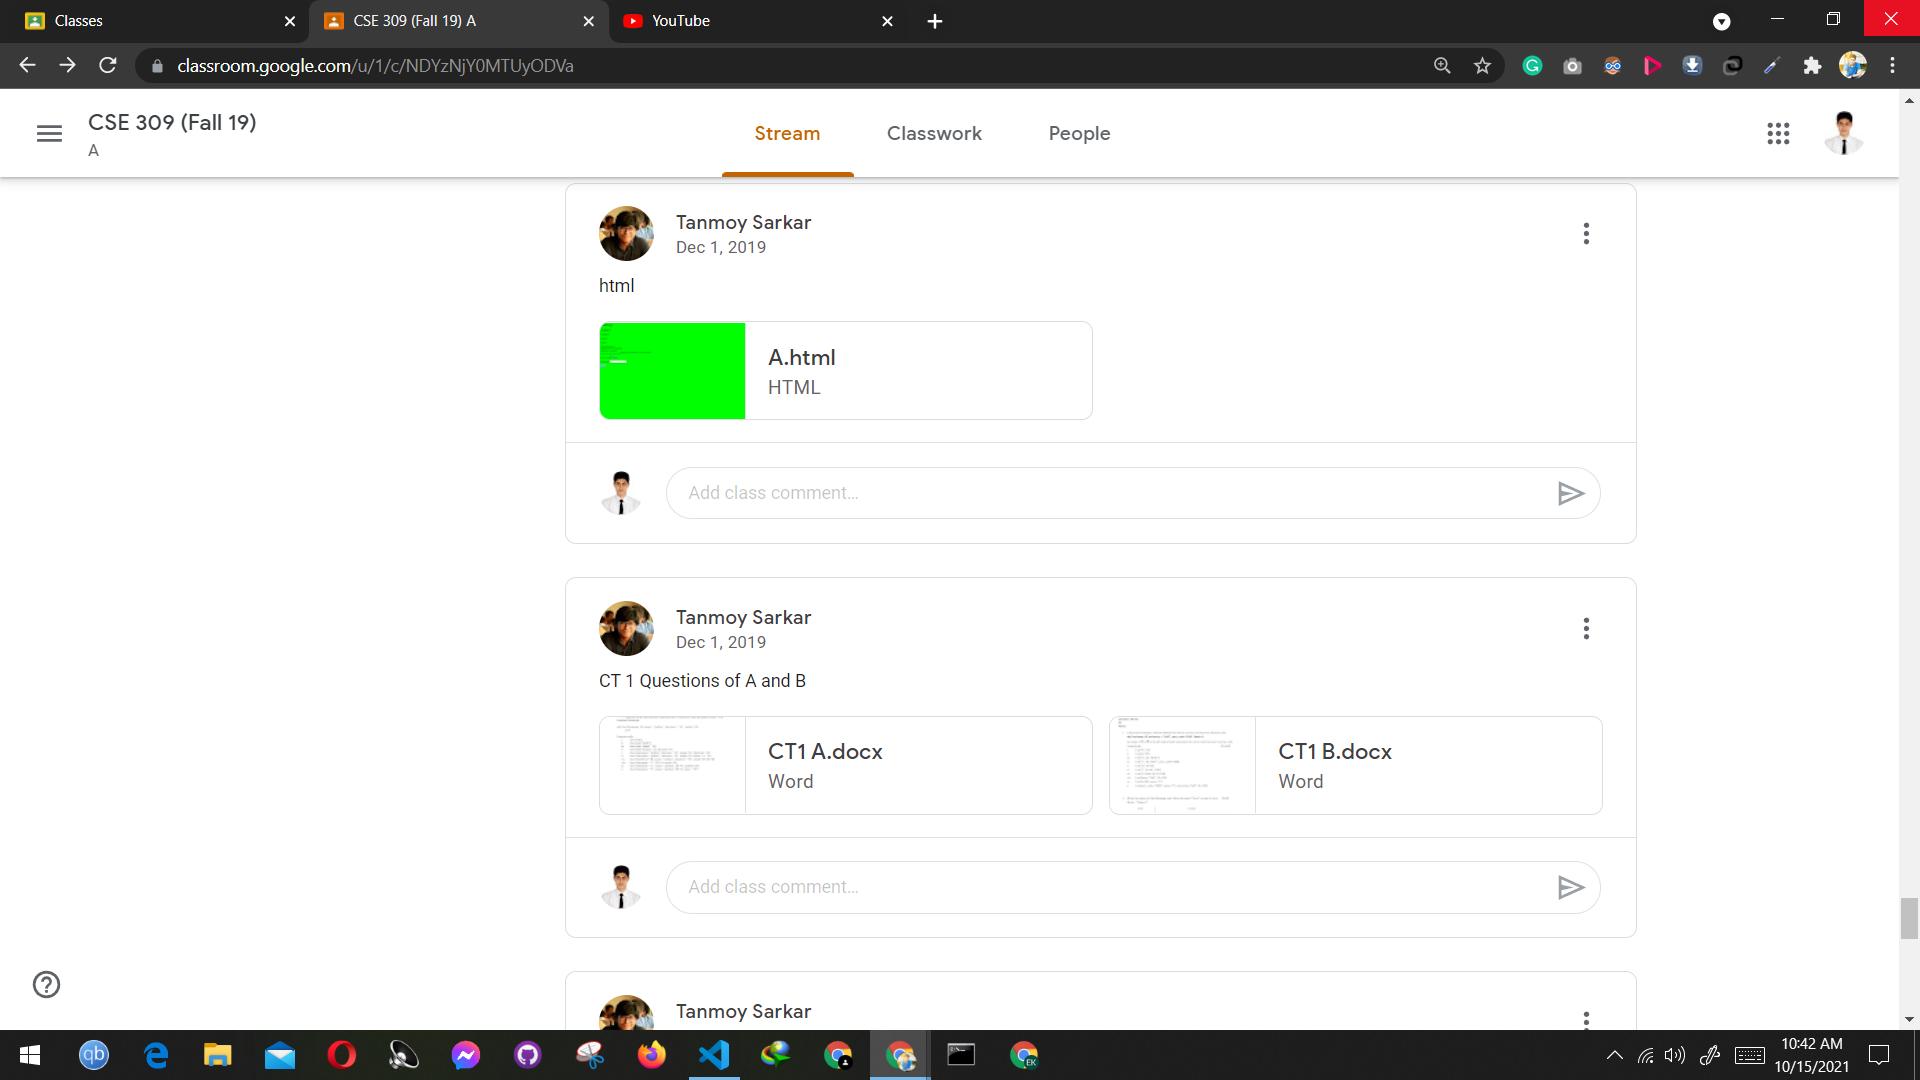 Classes
CSE 309 (Fall 19) A
YouTube
classroom.google.com/u/1/c/NDYzNjY0MTUyODVa
CSE 309 (Fall 19)
A
Stream
Classwork
People
Tanmoy Sarkar
Dec 1, 2019
html
A.html
HTML
Add class comment...
Tanmoy Sarkar
Dec 1, 2019
CT 1 Questions of A and B
CT1 A.docx
Word
CT1 B.docx
Word
Add class comment...
Tanmoy Sarkar
qb
EK
10:42 AM
10/15/2021